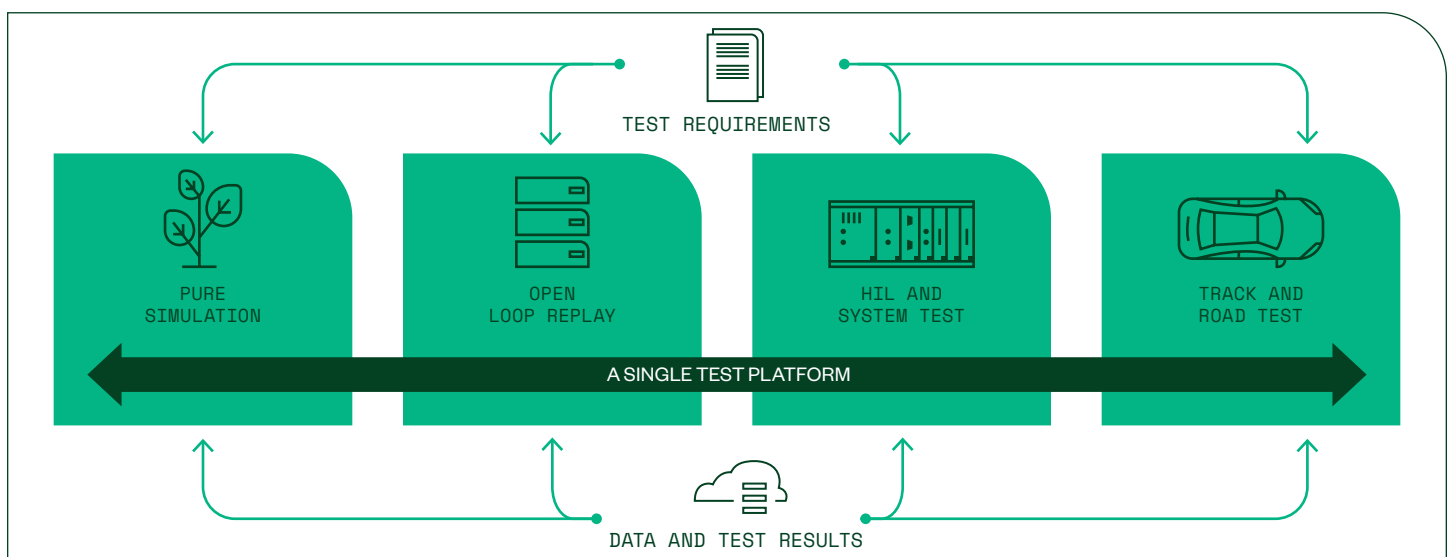 TEST REQUIREMENTS
PURE
SIMULATION
OPEN
LOOP REPLAY
HIL AND
SYSTEM TEST
TRACK AND
ROAD TEST
A SINGLE TEST PLATFORM
DATA AND TEST RESULTS